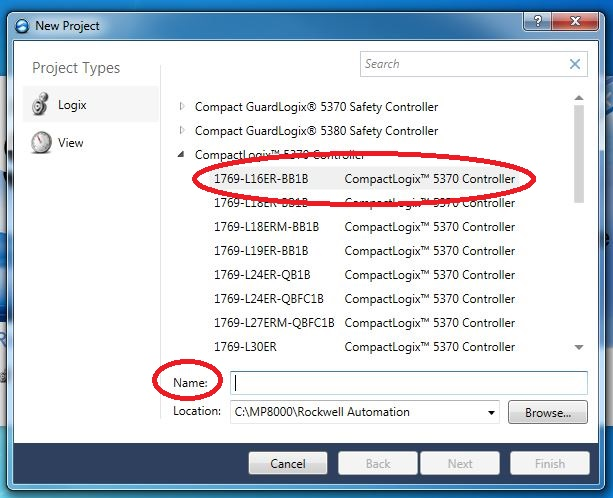 New Project
Project Types
Search
Logix
View
Compact GuardLogix® 5370 Safety Controller
Compact GuardLogix® 5380 Safety Controller
CompactLogix™ 5370 Controller
1769-L16ER-BB1B CompactLogix™ 5370 Controller
1769-L18ER-BB1B CompactLogix™ 5370 Controller
1769-L18ERM-BB1B CompactLogix™ 5370 Controller
1769-L19ER-BB1B CompactLogix™ 5370 Controller
1769-L24ER-QB1B CompactLogix™ 5370 Controller
1769-L24ER-QBFC1B CompactLogix™ 5370 Controller
1769-L27ERM-QBFC1B CompactLogix™ 5370 Controller
1769-L30ER CompactLogix™ 5370 Controller
Name:
Location: C:\MP8000\Rockwell Automation Browse...
Cancel Back Next Finish